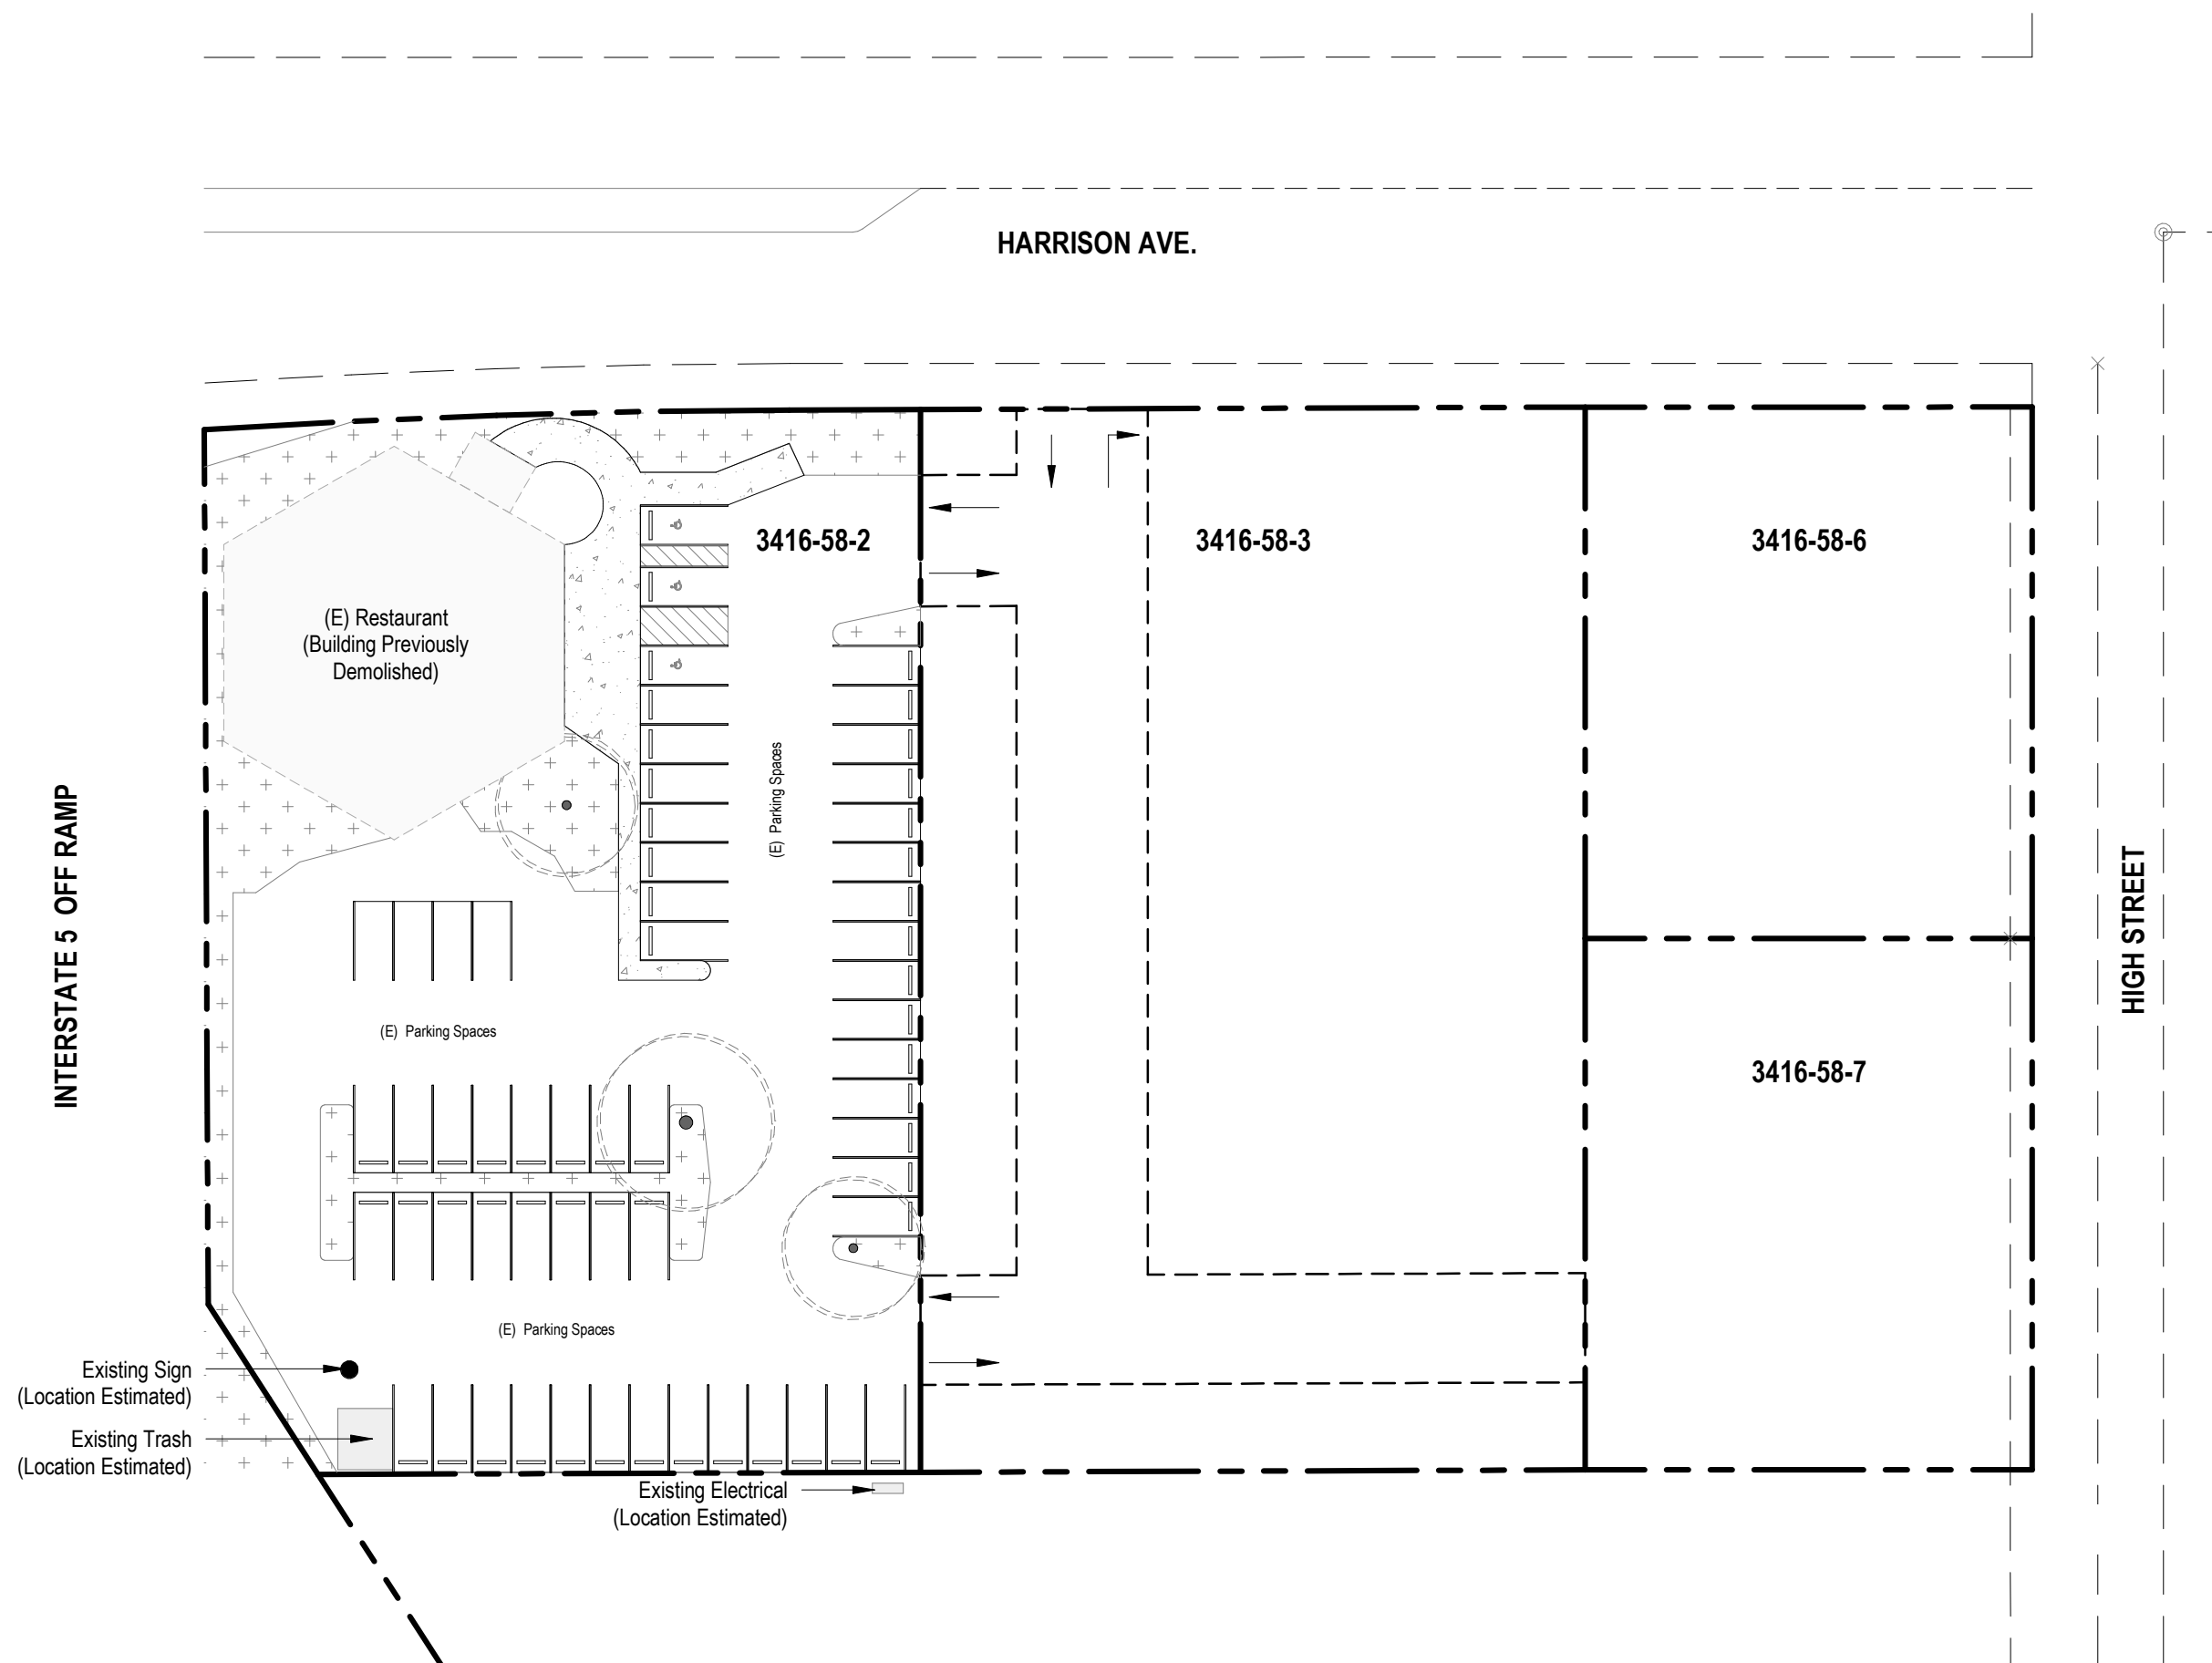 HARRISON AVE.
3416-58-2
3416-58-3
3416-58-6
(E) Restaurant
(Building Previously
Demolished)
(E) Parking Spaces
INTERSTATE 5 OFF RAMP
HIGH STREET
(E) Parking Spaces
3416-58-7
(E) Parking Spaces
Existing Sign
(Location Estimated)
Existing Trash
(Location Estimated)
Existing Electrical
(Location Estimated)